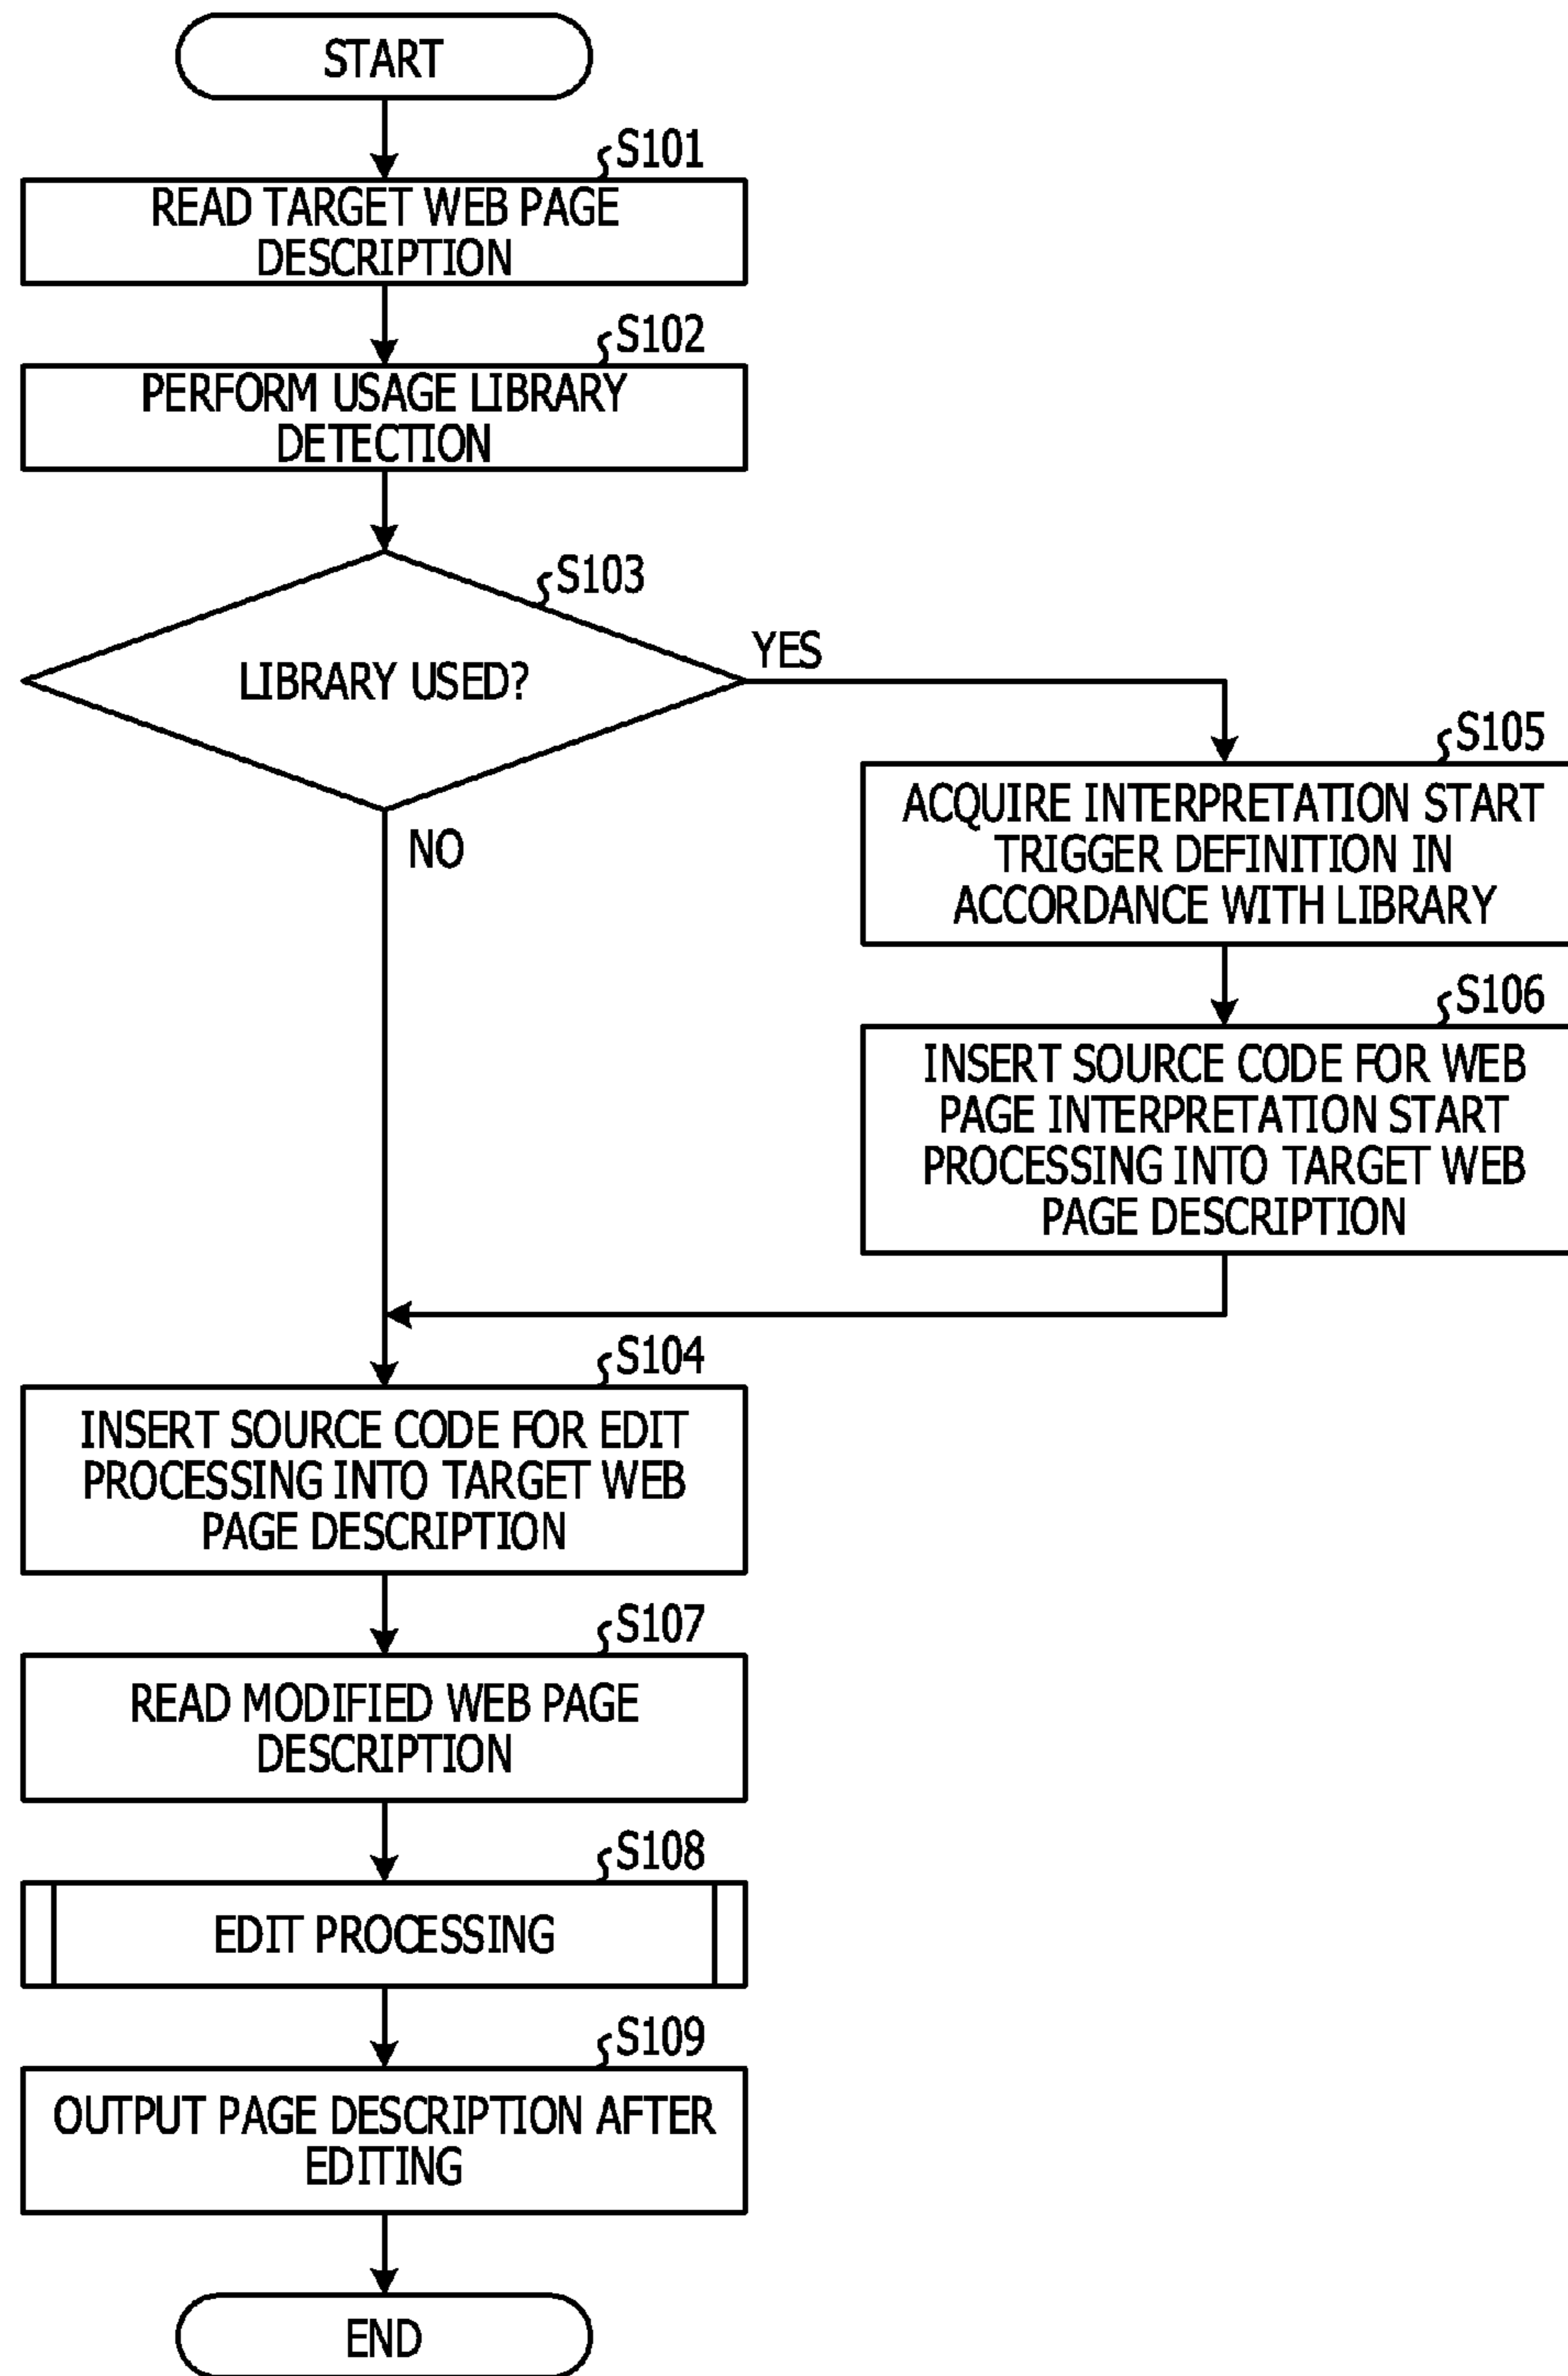 START
S101
READ TARGET WEB PAGE
DESCRIPTION
S102
PERFORM USAGE LIBRARY
DETECTION
S103
LIBRARY USED?
YES
NO
S105
ACQUIRE INTERPRETATION START
TRIGGER DEFINITION IN
ACCORDANCE WITH LIBRARY
S106
INSERT SOURCE CODE FOR WEB
PAGE INTERPRETATION START
PROCESSING INTO TARGET WEB
PAGE DESCRIPTION
S104
INSERT SOURCE CODE FOR EDIT
PROCESSING INTO TARGET WEB
PAGE DESCRIPTION
S107
READ MODIFIED WEB PAGE
DESCRIPTION
S108
EDIT PROCESSING
S109
OUTPUT PAGE DESCRIPTION AFTER
EDITING
END